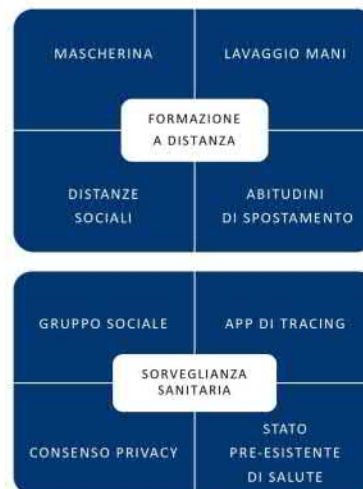 MASCHERINA
LAVAGGIO MANI
FORMAZIONE
A DISTANZA
DISTANZE
SOCIALI
ABITUDINI
DI SPOSTAMENTO
GRUPPO SOCIALE
APP DI TRACING
SORVEGLIANZA
SANITARIA
CONSENSO PRIVACY
STATO
PRE-ESISTENTE
DI SALUTE